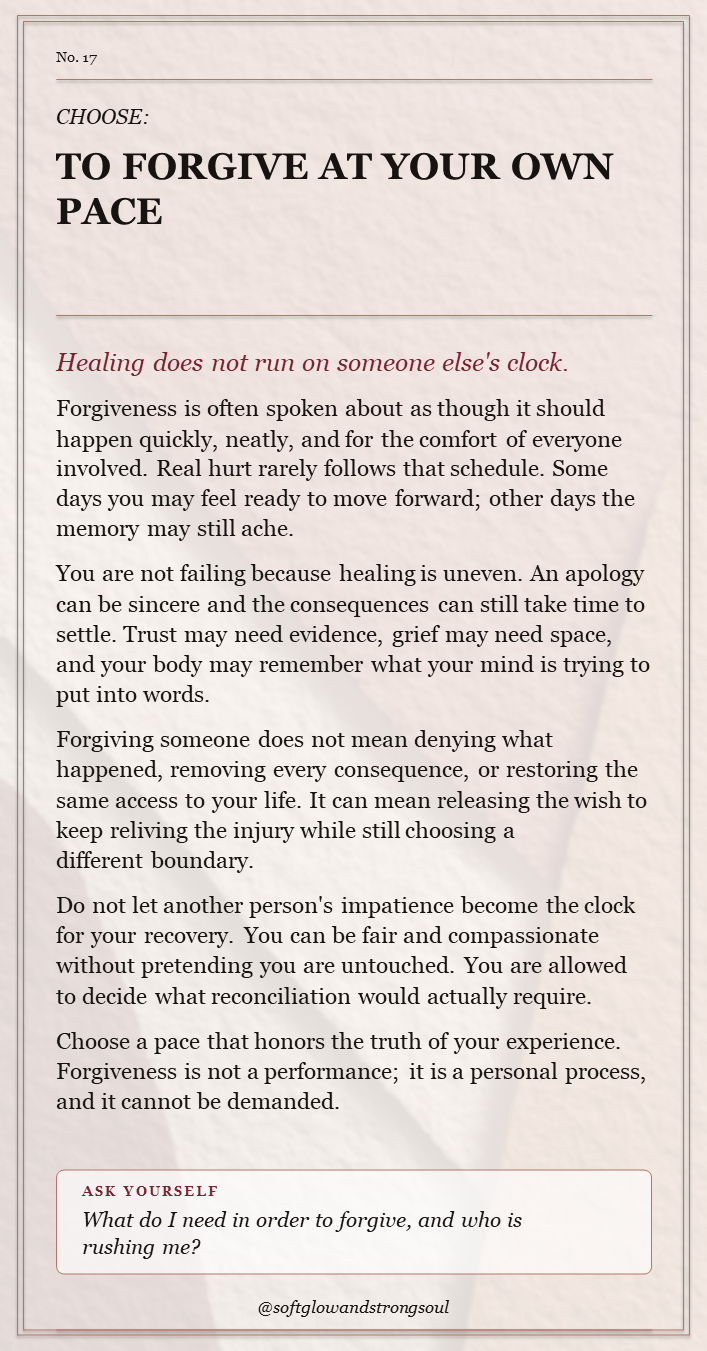 No. 17
CHOOSE:
TO FORGIVE AT YOUR OWN
PACE
Healing does not run on someone else's clock.
Forgiveness is often spoken about as though it should
happen quickly, neatly, and for the comfort of everyone
involved. Real hurt rarely follows that schedule. Some
days you may feel ready to move forward; other days the
memory may still ache.
You are not failing because healing is uneven. An apology
can be sincere and the consequences can still take time to
settle. Trust may need evidence, grief may need space,
and your body may remember what your mind is trying to
put into words.
Forgiving someone does not mean denying what
happened, removing every consequence, or restoring the
same access to your life. It can mean releasing the wish to
keep reliving the injury while still choosing a
different boundary.
Do not let another person's impatience become the clock
for your recovery. You can be fair and compassionate
without pretending you are untouched. You are allowed
to decide what reconciliation would actually require.
Choose a pace that honors the truth of your experience.
Forgiveness is not a performance; it is a personal process,
and it cannot be demanded.
ASK YOURSELF
What do I need in order to forgive, and who is
rushing me?
@softglowandstrongsoul